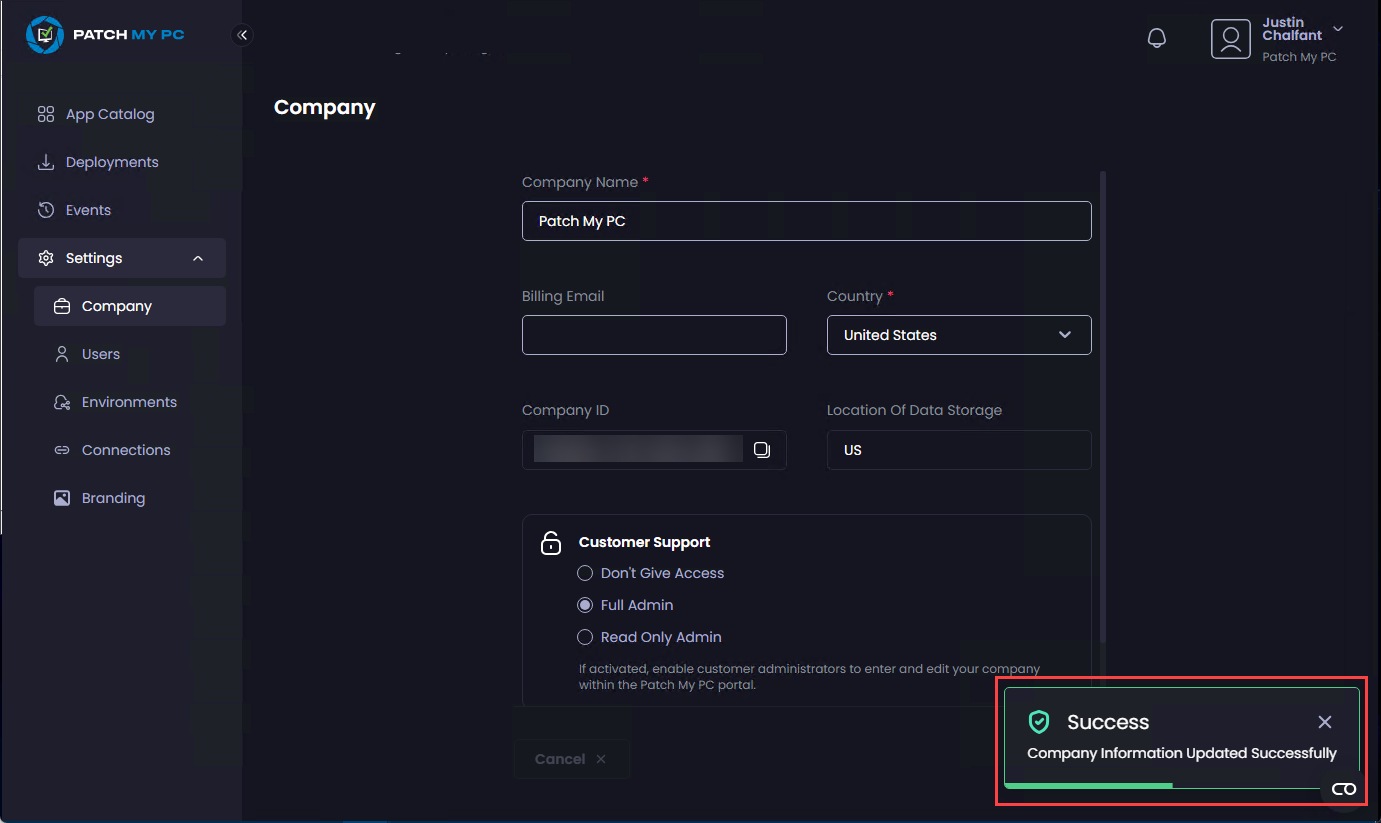 PATCH MY PC
Justin
Chalfant
Patch My PC
App Catalog
Deployments
Events
Settings
Company
Users
Environments
Connections
Branding
Company
Company Name *
Patch My PC
Billing Email
Country *
United States
Company ID
Location Of Data Storage
US
Customer Support
Don't Give Access
Full Admin
Read Only Admin
If activated, enable customer administrators to enter and edit your company
within the Patch My PC portal.
Cancel
Success
Company Information Updated Successfully